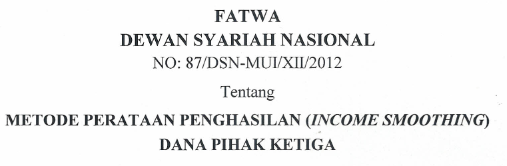 FATWA
DEWAN SYARIAH NASIONAL
NO: 87/DSN-MUI/XII/2012
Tentang
METODE PERATAAN PENGHASILAN (INCOME SMOOTHING)
DANA PIHAK KETIGA